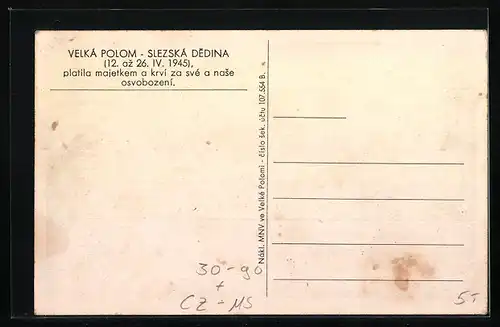 VELKÁ POLOM - SLEZSKÁ DĚDINA
(12. až 26. IV. 1945),
platila majetkem a krví za své a naše
osvobození.
Nákl. MNV ve Velké Polomi - číslo šek. účtu 107.554 B.
30-90
+
CZ-MS
5-